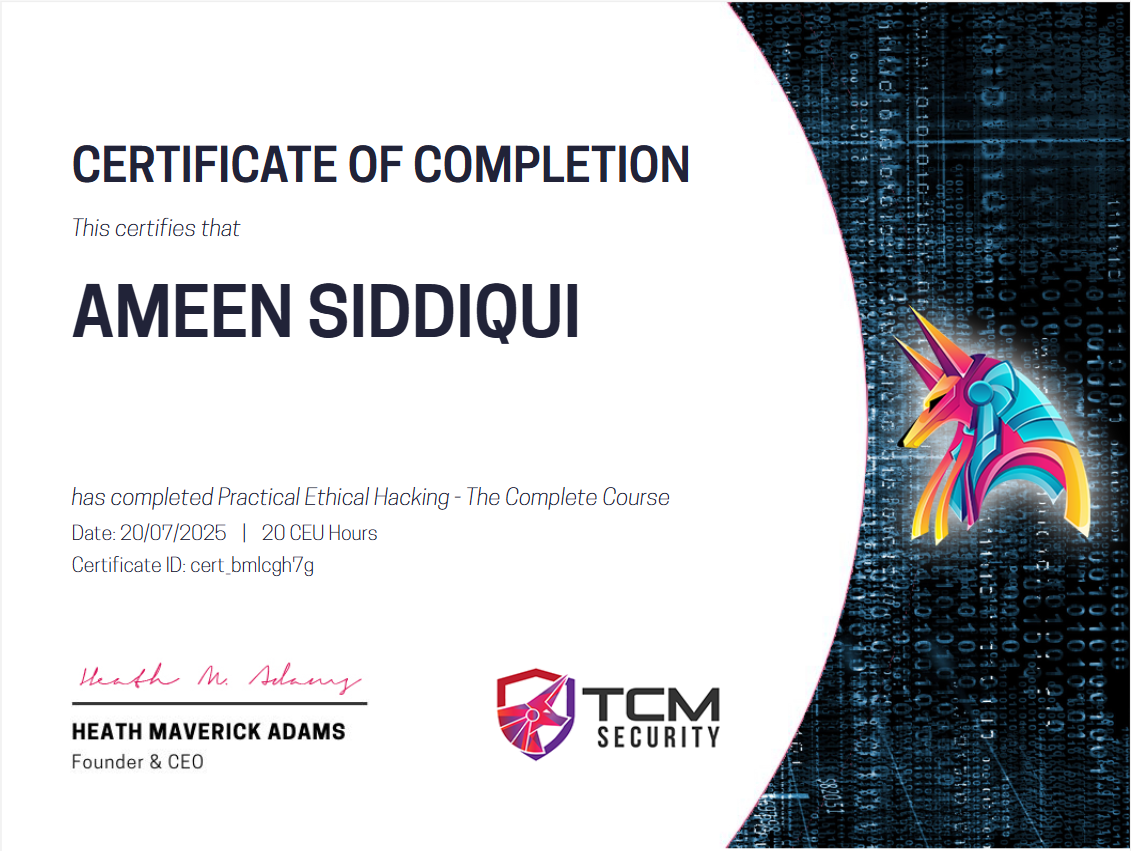 CERTIFICATE OF COMPLETION
This certifies that
AMEEN SIDDIQUI
has completed Practical Ethical Hacking - The Complete Course
Date: 20/07/2025 | 20 CEU Hours
Certificate ID: cert_bmlcgh7g
Heath M. Adams
HEATH MAVERICK ADAMS
Founder & CEO
TCM
SECURITY